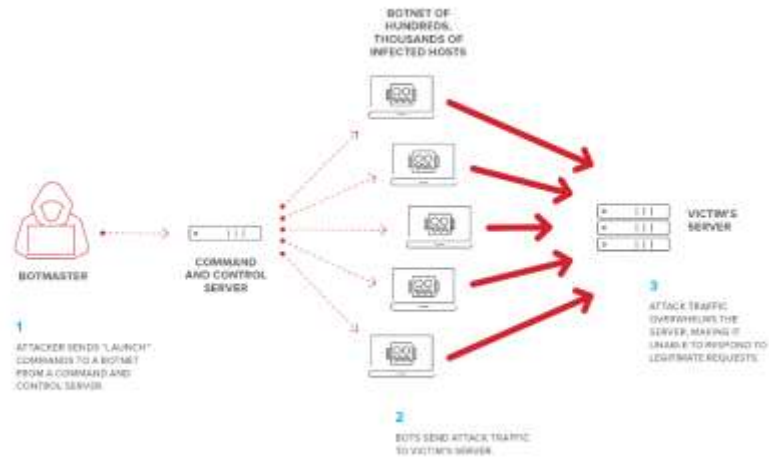 BOTNET OF
HUNDREDS,
THOUSANDS OF
INFECTED HOSTS
BOTMASTER
COMMAND
AND CONTROL
SERVER
VICTIM'S
SERVER
1
ATTACKER SENDS "LAUNCH"
COMMANDS TO A BOTNET
FROM A COMMAND AND
CONTROL SERVER.
2
BOTS SEND ATTACK TRAFFIC
TO VICTIM'S SERVER.
3
ATTACK TRAFFIC
OVERWHELMS THE
SERVER, MAKING IT
UNABLE TO RESPOND TO
LEGITIMATE REQUESTS.